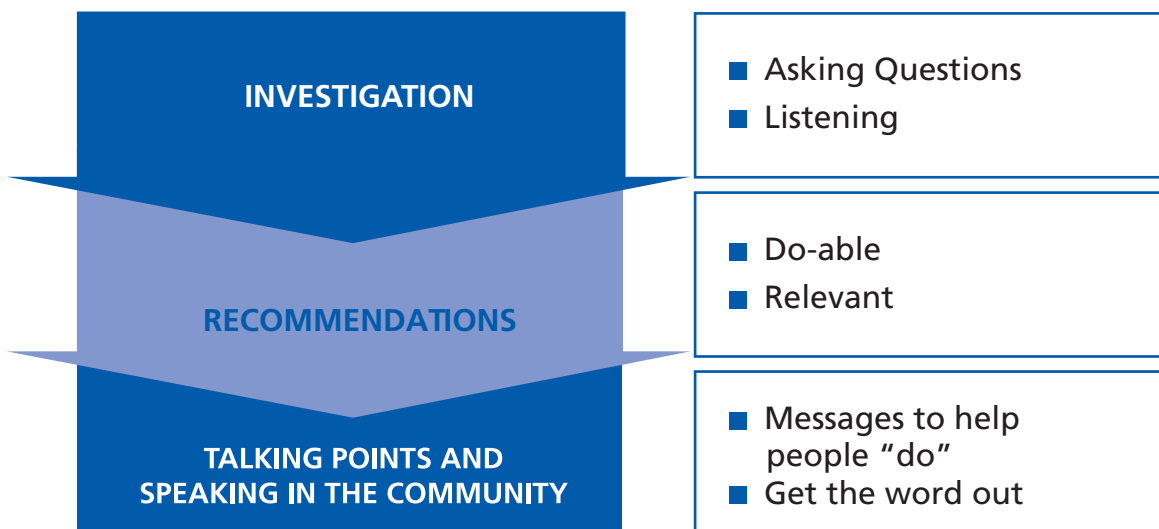 INVESTIGATION
■ Asking Questions
■ Listening
RECOMMENDATIONS
■ Do-able
■ Relevant
TALKING POINTS AND
SPEAKING IN THE COMMUNITY
■ Messages to help
people “do”
■ Get the word out